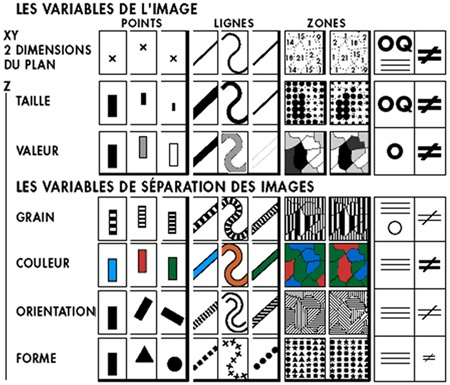 LES VARIABLES DE L'IMAGE
POINTS LIGNES ZONES
XY
2 DIMENSIONS
DU PLAN
OQ
Z
TAILLE
OQ
VALEUR
O
LES VARIABLES DE SÉPARATION DES IMAGES
GRAIN
COULEUR
ORIENTATION
FORME